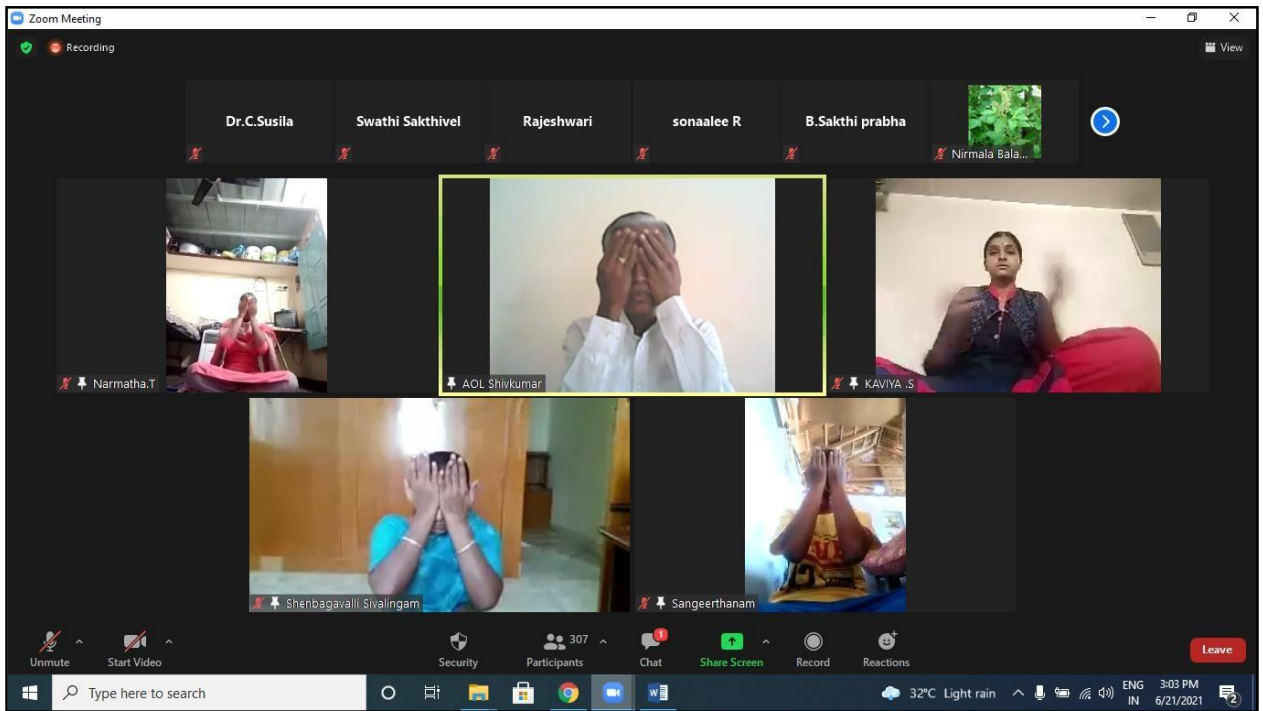 Zoom Meeting
Recording
View
Dr.C.Susila
Swathi Sakthivel
Rajeshwari
sonaalee R
B.Sakthi prabha
Nirmala Bala...
Narmatha.T
AOL Shivkumar
KAVIYA .S
Shenbagavalli Sivalingam
Sangeerthanam
Unmute
Start Video
Security
307
Participants
1
Chat
Share Screen
Record
Reactions
Leave
Type here to search
32°C Light rain
ENG
IN
3:03 PM
6/21/2021
2